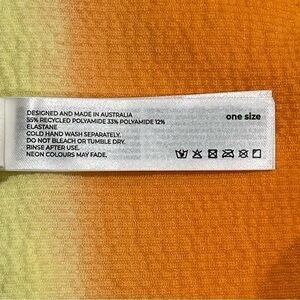 DESIGNED AND MADE IN AUSTRALIA
55% RECYCLED POLYAMIDE 33% POLYAMIDE 12%
ELASTANE
COLD HAND WASH SEPARATELY.
DO NOT BLEACH OR TUMBLE DRY.
RINSE AFTER USE.
NEON COLOURS MAY FADE.
one size